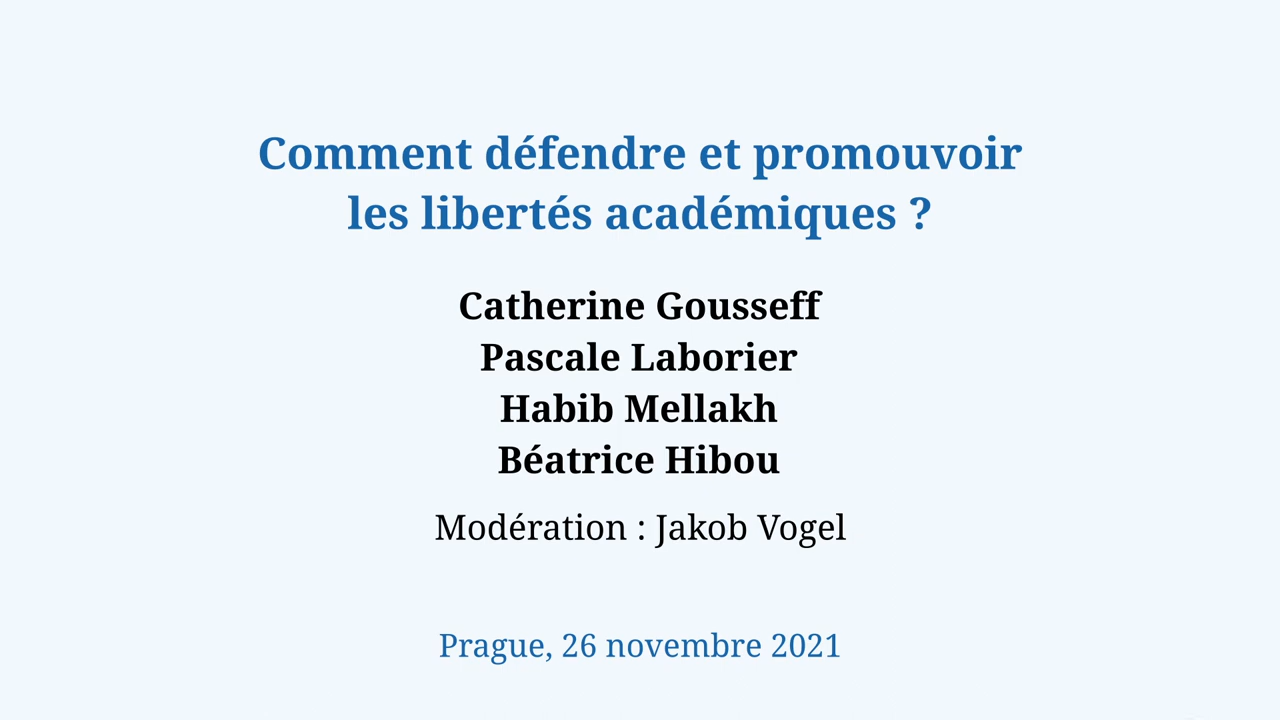 Comment défendre et promouvoir
les libertés académiques ?
Catherine Gousseff
Pascale Laborier
Habib Mellakh
Béatrice Hibou
Modération : Jakob Vogel
Prague, 26 novembre 2021